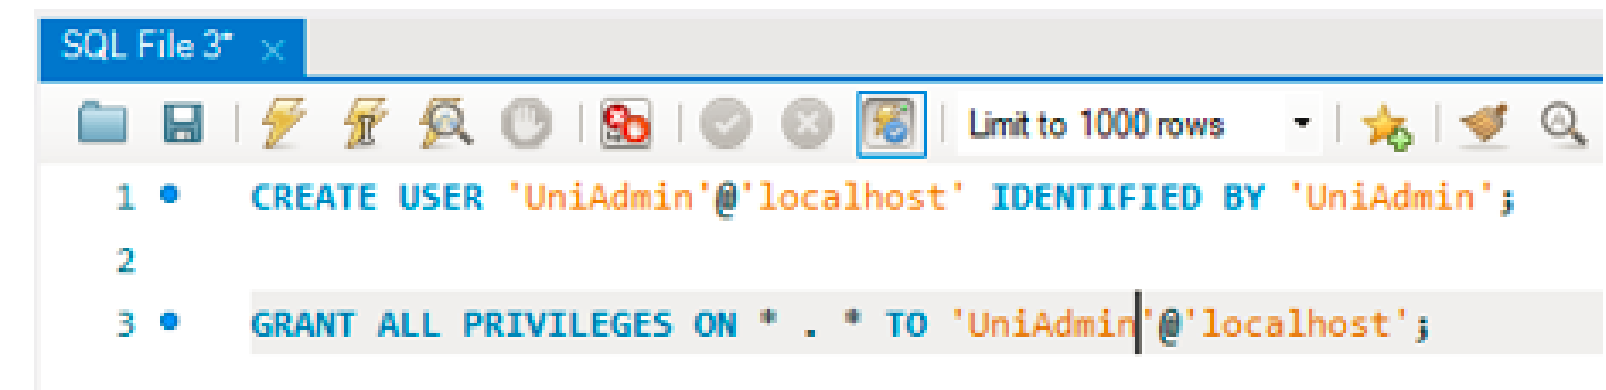 SQL File 3*
Limit to 1000 rows
1 CREATE USER 'UniAdmin'@'localhost' IDENTIFIED BY 'UniAdmin';
2
3 GRANT ALL PRIVILEGES ON * . * TO 'UniAdmin'@'localhost';